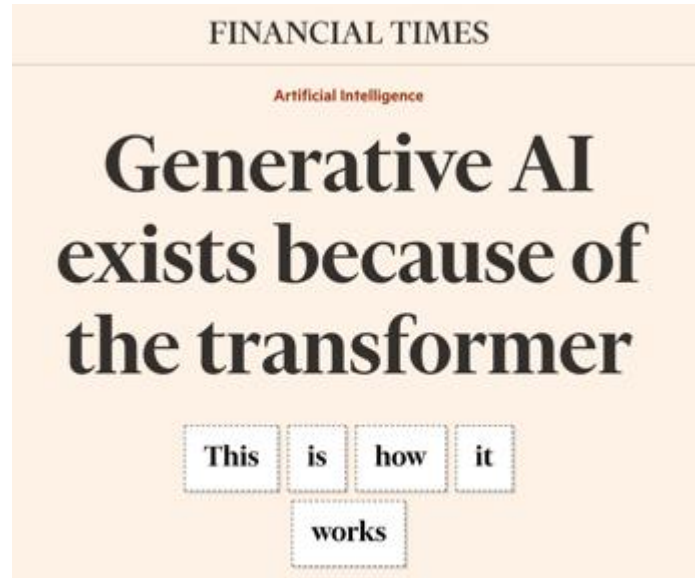 FINANCIAL TIMES
Artificial Intelligence
Generative AI
exists because of
the transformer
This is how it
works